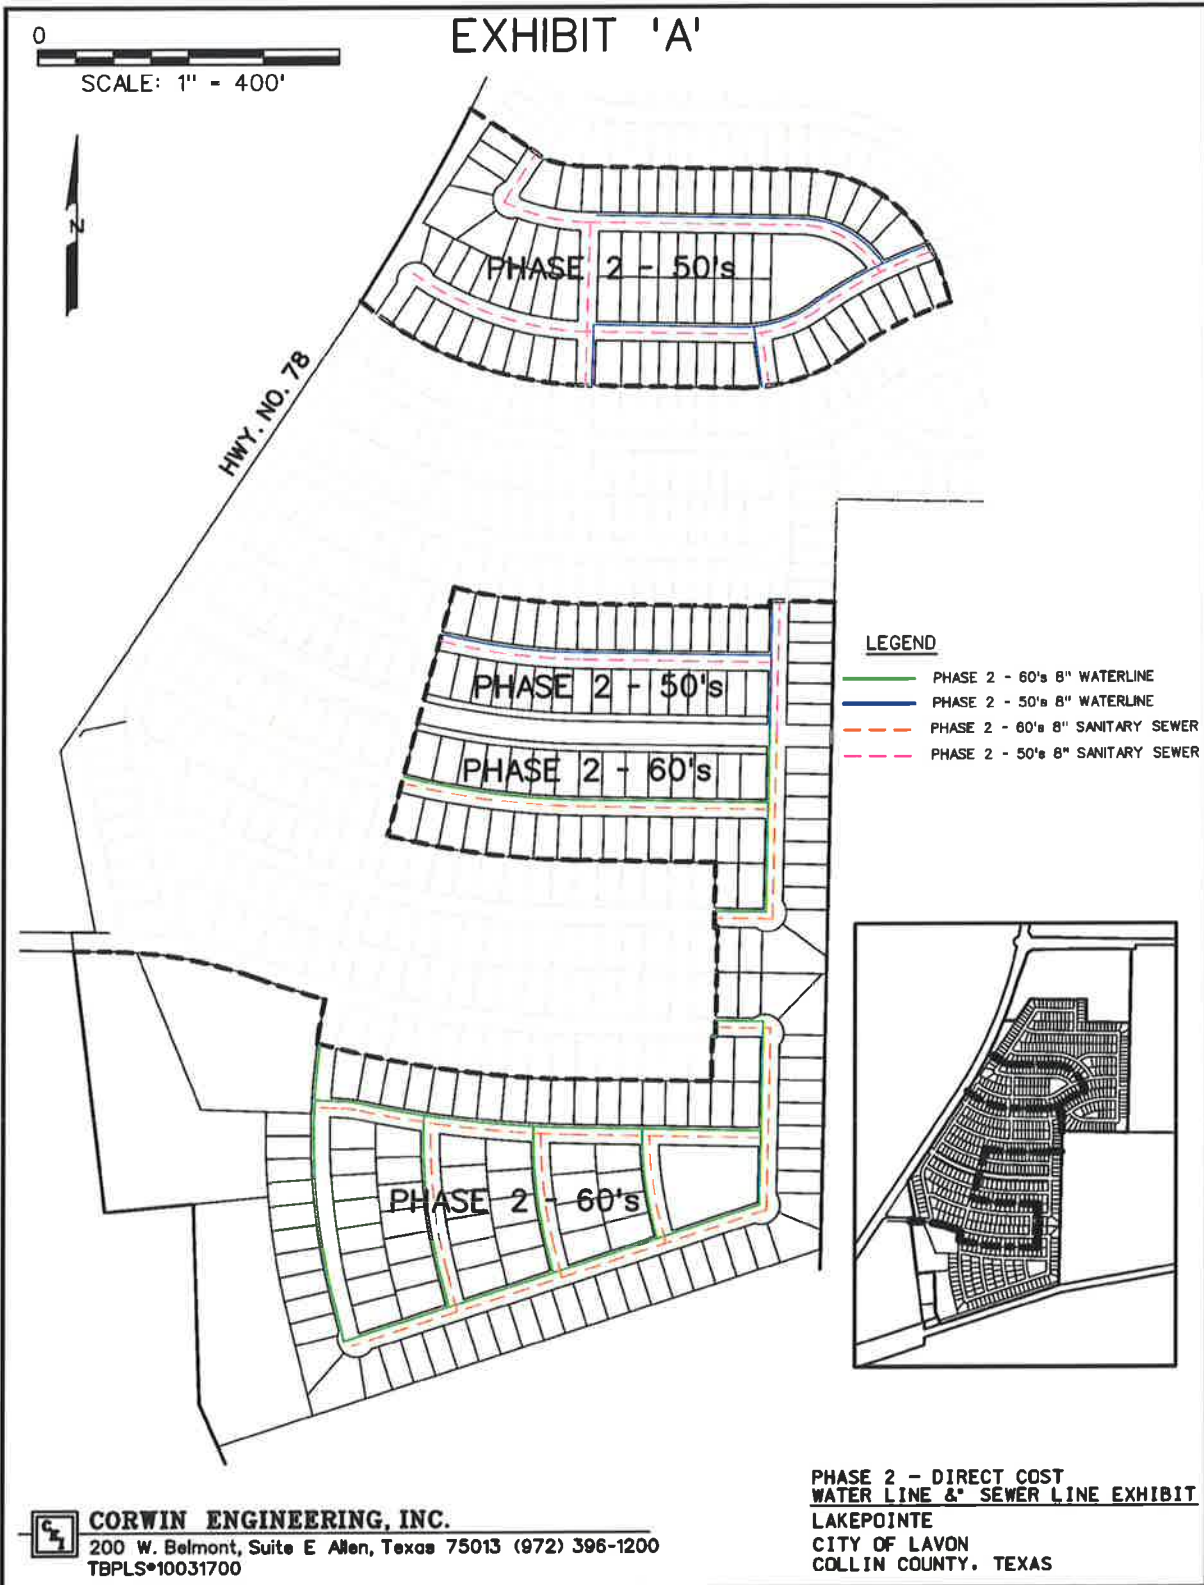 EXHIBIT 'A'
0
SCALE: 1" = 400'
N
HWY. NO. 78
PHASE 2 - 50's
PHASE 2 - 50's
PHASE 2 - 60's
PHASE 2 - 60's
LEGEND
PHASE 2 - 60's 8" WATERLINE
PHASE 2 - 50's 8" WATERLINE
PHASE 2 - 60's 8" SANITARY SEWER
PHASE 2 - 50's 8" SANITARY SEWER
PHASE 2 - DIRECT COST
WATER LINE &" SEWER LINE EXHIBIT
LAKEPOINTE
CITY OF LAVON
COLLIN COUNTY, TEXAS
CEI
CORWIN ENGINEERING, INC.
200 W. Belmont, Suite E Allen, Texas 75013 (972) 396-1200
TBPLS#10031700